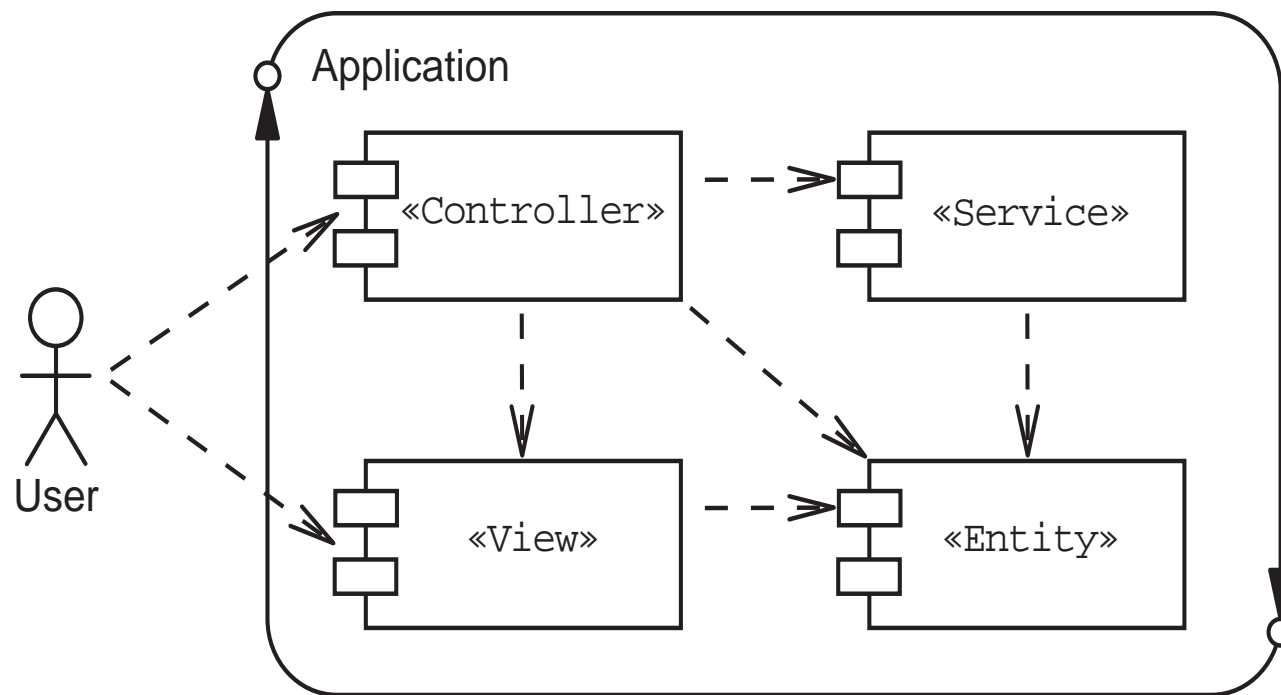 Application
«Controller»
«Service»
User
«View»
«Entity»